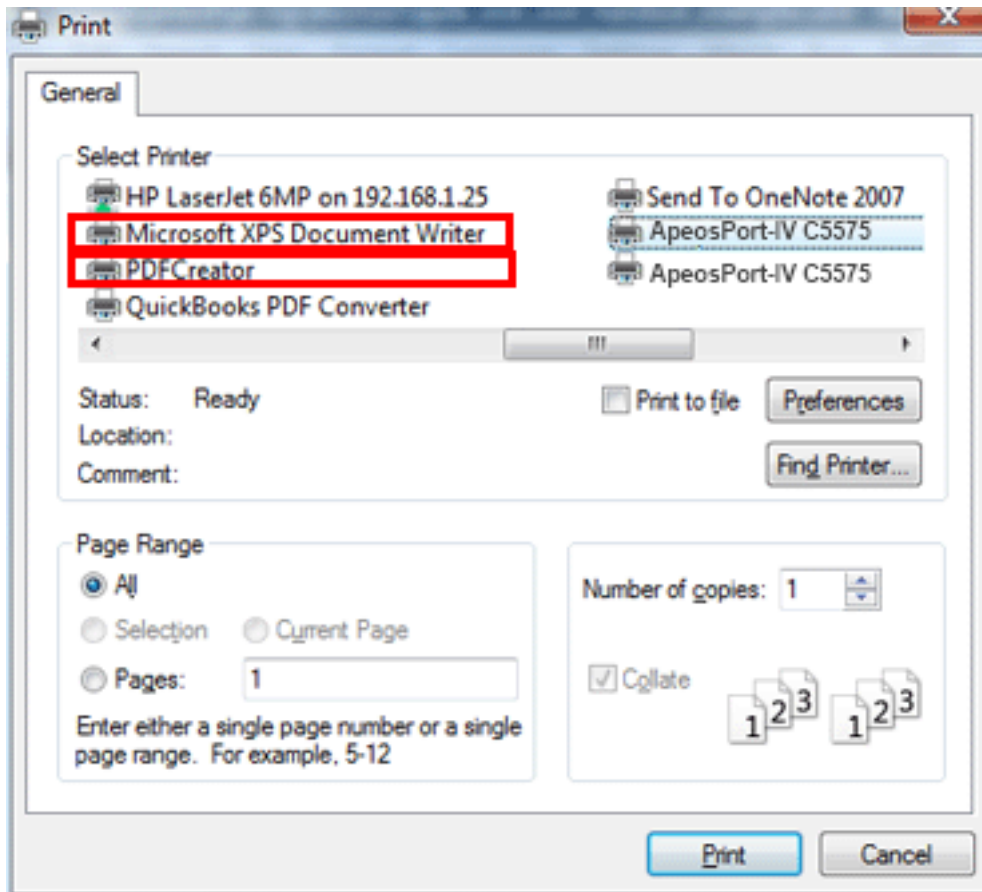 Print
General
Select Printer
HP LaserJet 6MP on 192.168.1.25
Microsoft XPS Document Writer
PDFCreator
QuickBooks PDF Converter
Send To OneNote 2007
ApeosPort-IV C5575
ApeosPort-IV C5575
Status: Ready
Location:
Comment:
Print to file
Preferences
Find Printer...
Page Range
All
Selection
Current Page
Pages: 1
Enter either a single page number or a single
page range. For example, 5-12
Number of copies: 1
Collate
1 2 3 1 2 3
Print
Cancel